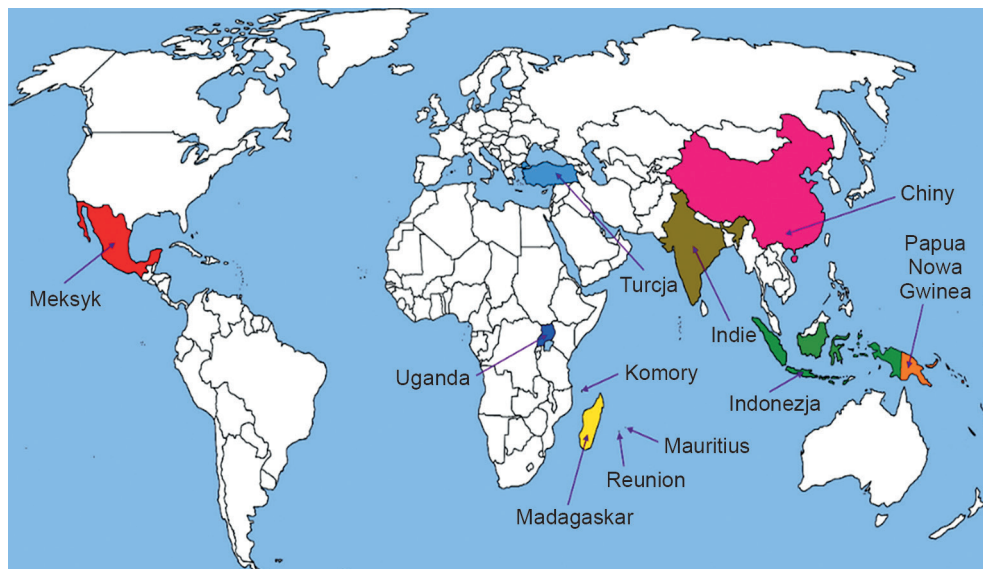 Chiny
Papua
Nowa
Gwinea
Meksyk
Turcja
Indie
Uganda
Komory
Indonezja
Mauritius
Reunion
Madagaskar